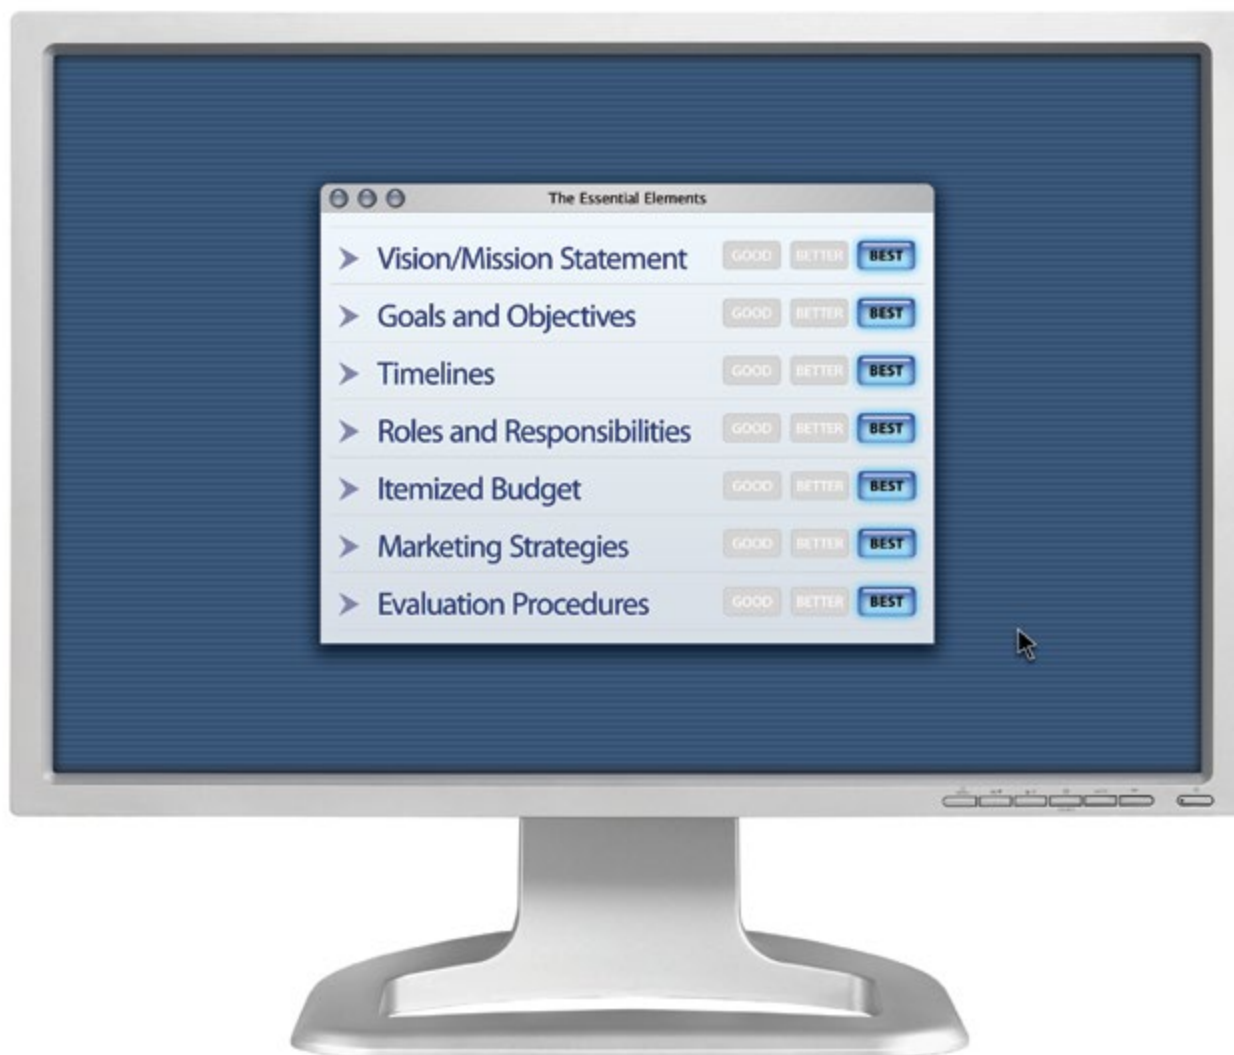 The Essential Elements
Vision/Mission Statement GOOD BETTER BEST
Goals and Objectives GOOD BETTER BEST
Timelines GOOD BETTER BEST
Roles and Responsibilities GOOD BETTER BEST
Itemized Budget GOOD BETTER BEST
Marketing Strategies GOOD BETTER BEST
Evaluation Procedures GOOD BETTER BEST